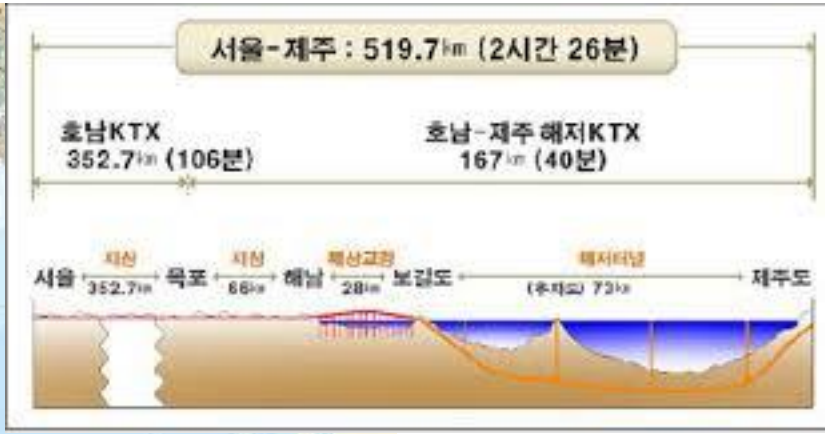 서울-제주 : 519.7㎞ (2시간 26분)
호남KTX
352.7㎞ (106분)
호남-제주 해저KTX
167㎞ (40분)
지상 지상 해상교량 해저터널
서울 352.7㎞ 목포 66㎞ 해남 28㎞ 보길도 (추자도) 73㎞ 제주도